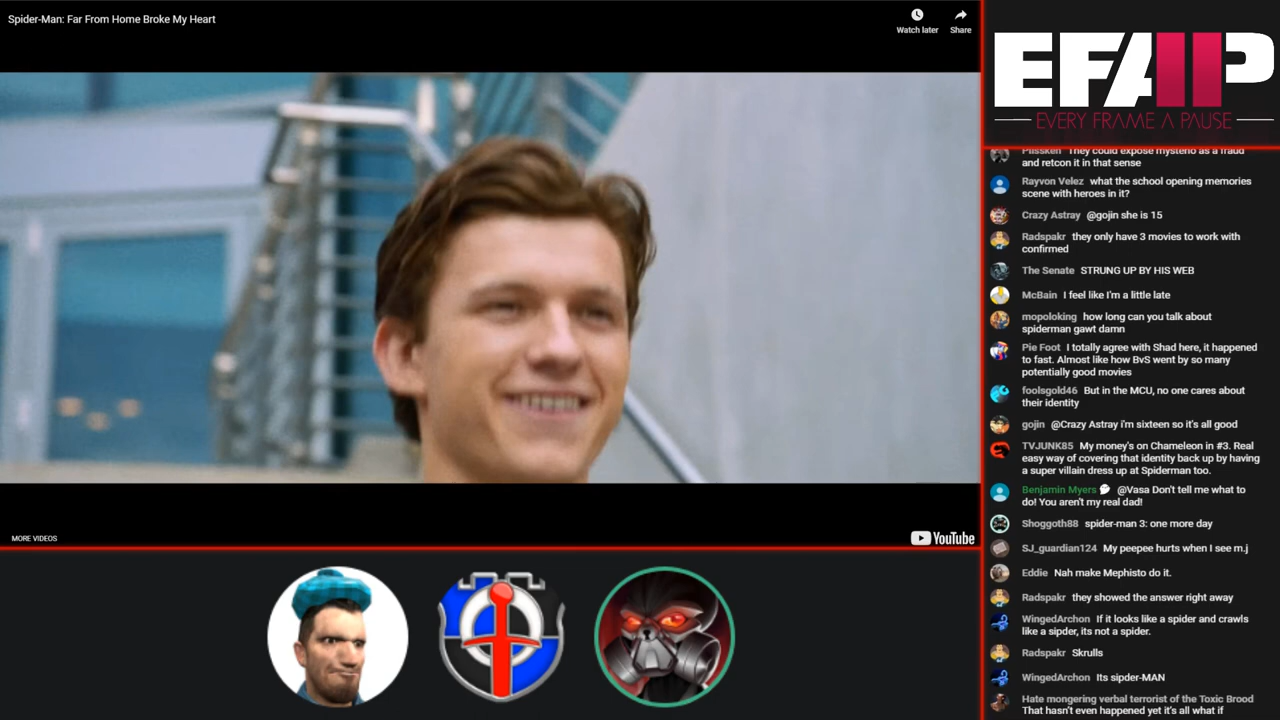 Spider-Man: Far From Home Broke My Heart
Watch later
Share
MORE VIDEOS
YouTube
EFAP
EVERY FRAME A PAUSE
Plissken They could expose mysterio as a fraud
and retcon it in that sense
Rayvon Velez what the school opening memories
scene with heroes in it?
Crazy Astray @gojin she is 15
Radspakr they only have 3 movies to work with
confirmed
The Senate STRUNG UP BY HIS WEB
McBain I feel like I'm a little late
mopoloking how long can you talk about
spiderman gawt damn
Pie Foot I totally agree with Shad here, it happened
to fast. Almost like how BvS went by so many
potentially good movies
foolsgold46 But in the MCU, no one cares about
their identity
gojin @Crazy Astray i'm sixteen so it's all good
TVJUNK85 My money's on Chameleon in #3. Real
easy way of covering that identity back up by having
a super villain dress up at Spiderman too.
Benjamin Myers @Vasa Don't tell me what to
do! You aren't my real dad!
Shoggoth88 spider-man 3: one more day
SJ_guardian124 My peepee hurts when I see m.j
Eddie Nah make Mephisto do it.
Radspakr they showed the answer right away
WingedArchon If it looks like a spider and crawls
like a sipder, its not a spider.
Radspakr Skrulls
WingedArchon Its sipder-MAN
Hate mongering verbal terrorist of the Toxic Brood
That hasn't even happened yet it's all what if